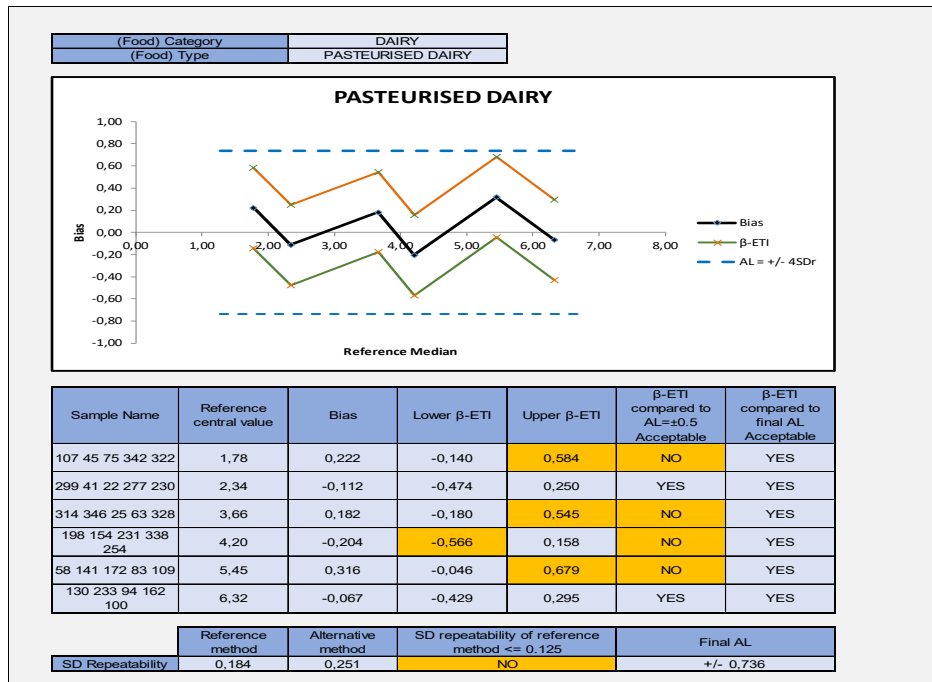 (Food) Category DAIRY
(Food) Type PASTEURISED DAIRY
PASTEURISED DAIRY
1,00
0,80
0,60
0,40
0,20
0,00
-0,20
-0,40
-0,60
-0,80
-1,00
Bias
0,00 1,00 2,00 3,00 4,00 5,00 6,00 7,00 8,00
Reference Median
Bias
β-ETI
AL = +/- 4SDr
Sample Name Reference central value Bias Lower β-ETI Upper β-ETI β-ETI compared to AL=±0.5 Acceptable β-ETI compared to final AL Acceptable
107 45 75 342 322 1,78 0,222 -0,140 0,584 NO YES
299 41 22 277 230 2,34 -0,112 -0,474 0,250 YES YES
314 346 25 63 328 3,66 0,182 -0,180 0,545 NO YES
198 154 231 338 254 4,20 -0,204 -0,566 0,158 NO YES
58 141 172 83 109 5,45 0,316 -0,046 0,679 NO YES
130 233 94 162 100 6,32 -0,067 -0,429 0,295 YES YES
Reference method Alternative method SD repeatability of reference method <= 0.125 Final AL
SD Repeatability 0,184 0,251 NO +/- 0,736